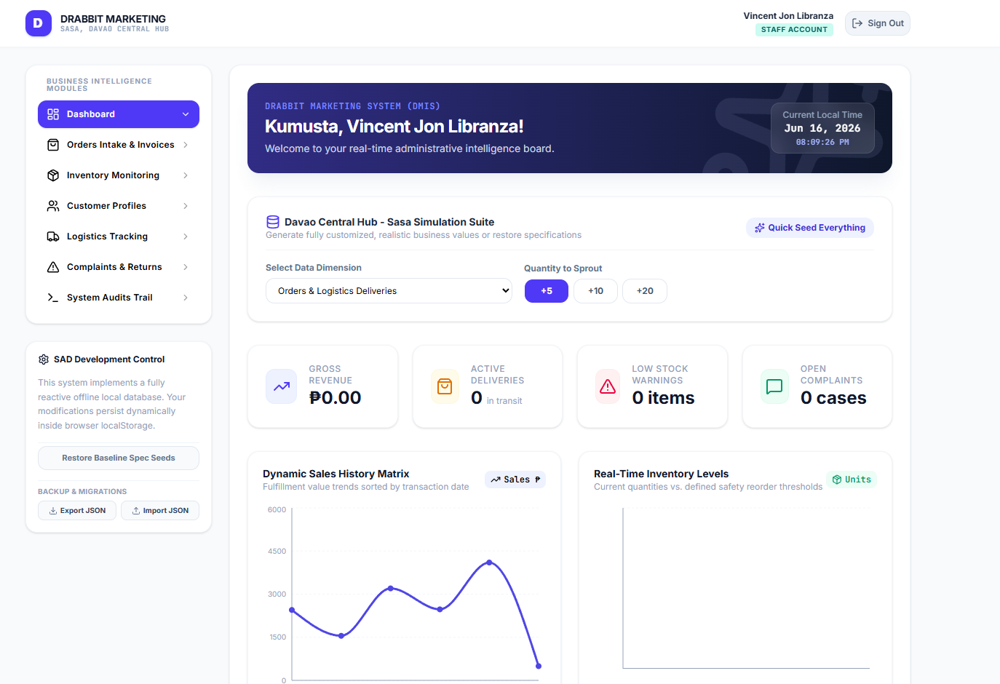 D
DRABBIT MARKETING
SASA, DAVAO CENTRAL HUB
Vincent Jon Libranza
STAFF ACCOUNT
Sign Out
BUSINESS INTELLIGENCE
MODULES
Dashboard
Orders Intake & Invoices
Inventory Monitoring
Customer Profiles
Logistics Tracking
Complaints & Returns
System Audits Trail
SAD Development Control
This system implements a fully
reactive offline local database. Your
modifications persist dynamically
inside browser localStorage.
Restore Baseline Spec Seeds
BACKUP & MIGRATIONS
Export JSON
Import JSON
DRABBIT MARKETING SYSTEM (DMIS)
Kumusta, Vincent Jon Libranza!
Welcome to your real-time administrative intelligence board.
Current Local Time
Jun 16, 2026
08:09:26 PM
Davao Central Hub - Sasa Simulation Suite
Generate fully customized, realistic business values or restore specifications
Quick Seed Everything
Select Data Dimension
Orders & Logistics Deliveries
Quantity to Sprout
+5
+10
+20
GROSS
REVENUE
₱0.00
ACTIVE
DELIVERIES
0 in transit
LOW STOCK
WARNINGS
0 items
OPEN
COMPLAINTS
0 cases
Dynamic Sales History Matrix
Fulfillment value trends sorted by transaction date
Sales ₱
6000
4500
3000
1500
0
Real-Time Inventory Levels
Current quantities vs. defined safety reorder thresholds
Units